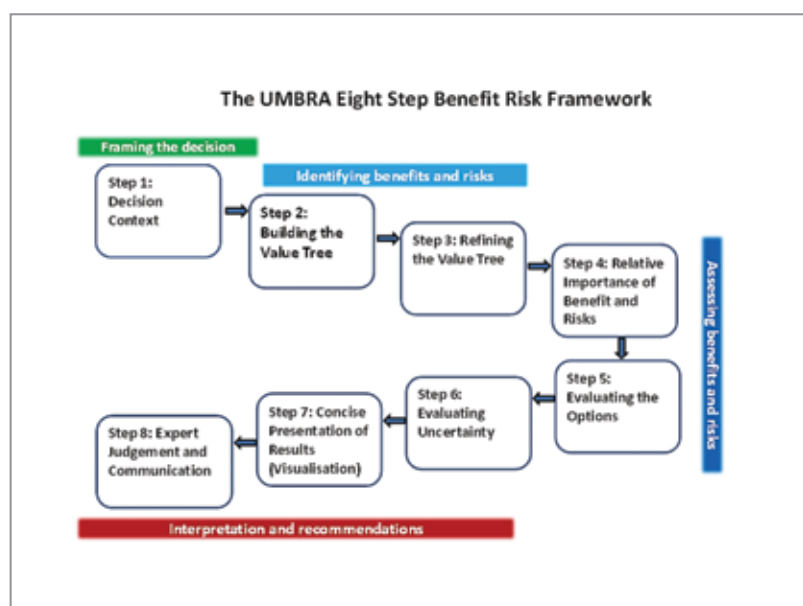 The UMBRA Eight Step Benefit Risk Framework
Framing the decision
Identifying benefits and risks
Step 1:
Decision
Context
Step 2:
Building the
Value Tree
Step 3: Refining
the Value Tree
Step 4: Relative
Importance of
Benefit and
Risks
Assessing benefits and risks
Step 5:
Evaluating the
Options
Step 6:
Evaluating
Uncertainty
Step 7: Concise
Presentation of
Results
(Visualisation)
Step 8: Expert
Judgement and
Communication
Interpretation and recommendations